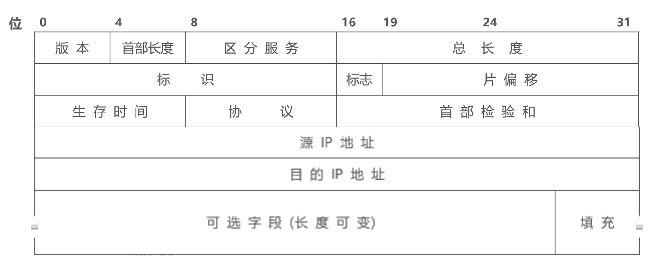 位 0 4 8 16 19 24 31
版 本 首部长度 区 分 服 务 总 长 度
标 识 标志 片 偏 移
生 存 时 间 协 议 首 部 检 验 和
源 IP 地 址
目 的 IP 地 址
可 选 字 段 (长 度 可 变) 填 充